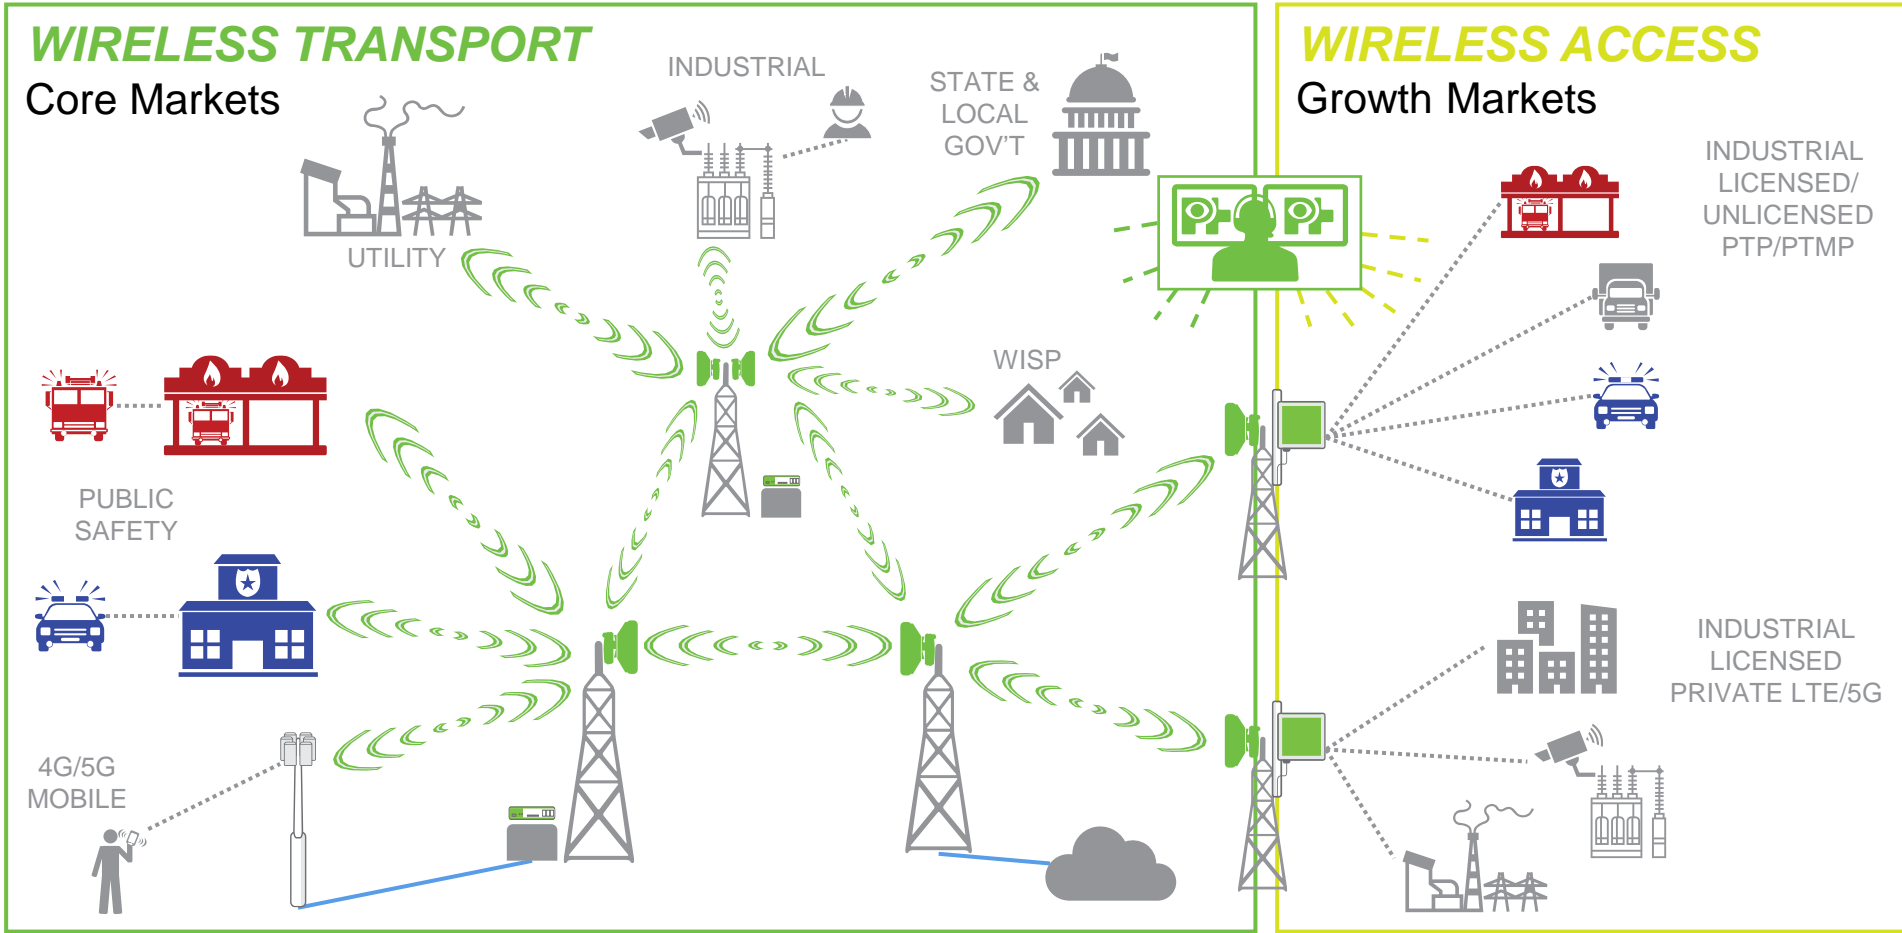 WIRELESS TRANSPORT
Core Markets
INDUSTRIAL
STATE &
LOCAL
GOV'T
UTILITY
WISP
PUBLIC
SAFETY
4G/5G
MOBILE
WIRELESS ACCESS
Growth Markets
INDUSTRIAL
LICENSED/
UNLICENSED
PTP/PTMP
INDUSTRIAL
LICENSED
PRIVATE LTE/5G